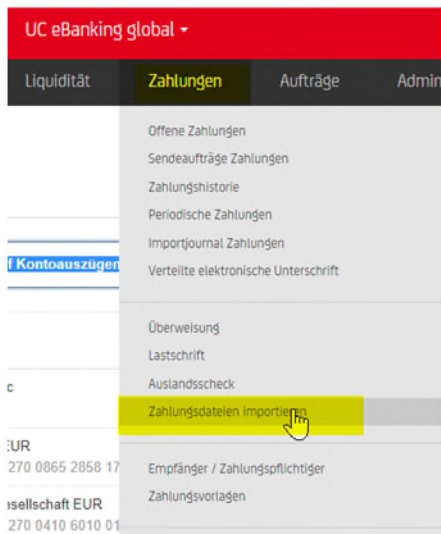 UC eBanking global
Liquidität Zahlungen Aufträge Admin
Offene Zahlungen
Sendeaufträge Zahlungen
Zahlungshistorie
Periodische Zahlungen
Importjournal Zahlungen
f Kontoauszügen Verteilte elektronische Unterschrift
Überweisung
Lastschrift
c Auslandsscheck
Zahlungsdateien importieren
EUR
270 0865 2858 17 Empfänger / Zahlungspflichtiger
Zahlungsvorlagen
esellschaft EUR
270 0410 6010 01